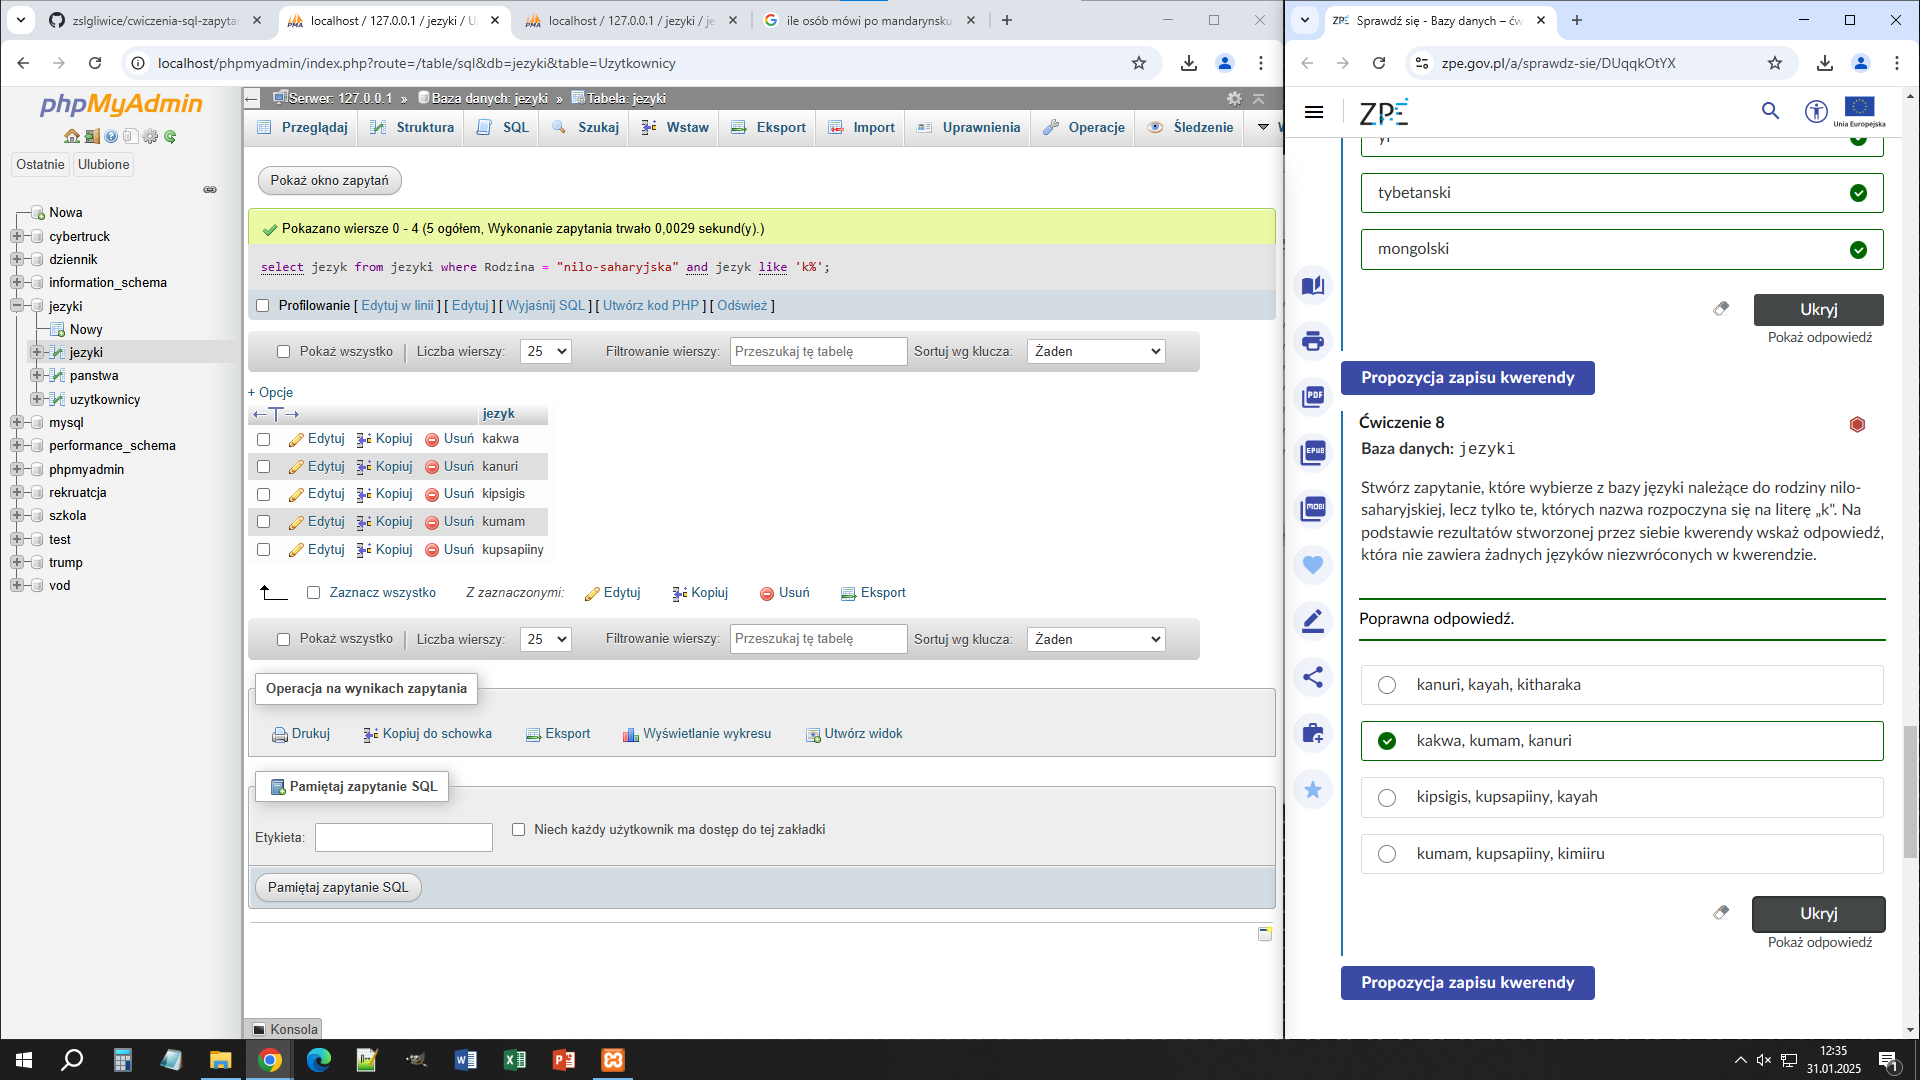 zslgliwice/cwiczenia-sql-zapyta
localhost / 127.0.0.1 / jezyki / U
localhost / 127.0.0.1 / jezyki / je
ile osób mówi po mandaryńsku
localhost/phpmyadmin/index.php?route=/table/sql&db=jezyki&table=Uzytkownicy
phpMyAdmin
Ostatnie
Ulubione
Nowa
cybertruck
dziennik
information_schema
jezyki
Nowy
jezyki
panstwa
uzytkownicy
mysql
performance_schema
phpmyadmin
rekruatcja
szkola
test
trump
vod
Serwer: 127.0.0.1 » Baza danych: jezyki » Tabela: jezyki
Przeglądaj Struktura SQL Szukaj Wstaw Eksport Import Uprawnienia Operacje Śledzenie
Pokaż okno zapytań
Pokazano wiersze 0 - 4 (5 ogółem, Wykonanie zapytania trwało 0,0029 sekund(y).)
select jezyk from jezyki where Rodzina = "nilo-saharyjska" and jezyk like 'k%';
Profilowanie [ Edytuj w linii ] [ Edytuj ] [ Wyjaśnij SQL ] [ Utwórz kod PHP ] [ Odśwież ]
Pokaż wszystko Liczba wierszy: 25 Filtrowanie wierszy: Przeszukaj tę tabelę Sortuj wg klucza: Żaden
+ Opcje
←T→ jezyk
Edytuj Kopiuj Usuń kakwa
Edytuj Kopiuj Usuń kanuri
Edytuj Kopiuj Usuń kipsigis
Edytuj Kopiuj Usuń kumam
Edytuj Kopiuj Usuń kupsapiiny
Zaznacz wszystko Z zaznaczonymi: Edytuj Kopiuj Usuń Eksport
Pokaż wszystko Liczba wierszy: 25 Filtrowanie wierszy: Przeszukaj tę tabelę Sortuj wg klucza: Żaden
Operacja na wynikach zapytania
Drukuj Kopiuj do schowka Eksport Wyświetlanie wykresu Utwórz widok
Pamiętaj zapytanie SQL
Etykieta: Niech każdy użytkownik ma dostęp do tej zakładki
Pamiętaj zapytanie SQL
Konsola
ZPE Sprawdź się - Bazy danych – ćw
zpe.gov.pl/a/sprawdz-sie/DUqqkOtYX
ZPE
Unia Europejska
tybetanski
mongolski
Ukryj
Pokaż odpowiedź
Propozycja zapisu kwerendy
PDF
EPUB
MOBI
Ćwiczenie 8
Baza danych: jezyki
Stwórz zapytanie, które wybierze z bazy języki należące do rodziny nilo-
saharyjskiej, lecz tylko te, których nazwa rozpoczyna się na literę „k”. Na
podstawie rezultatów stworzonej przez siebie kwerendy wskaż odpowiedź,
która nie zawiera żadnych języków niezwróconych w kwerendzie.
Poprawna odpowiedź.
kanuri, kayah, kitharaka
kakwa, kumam, kanuri
kipsigis, kupsapiiny, kayah
kumam, kupsapiiny, kimiiru
Ukryj
Pokaż odpowiedź
Propozycja zapisu kwerendy
12:35
31.01.2025
1